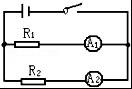 R₁ A₁
R₂ A₂